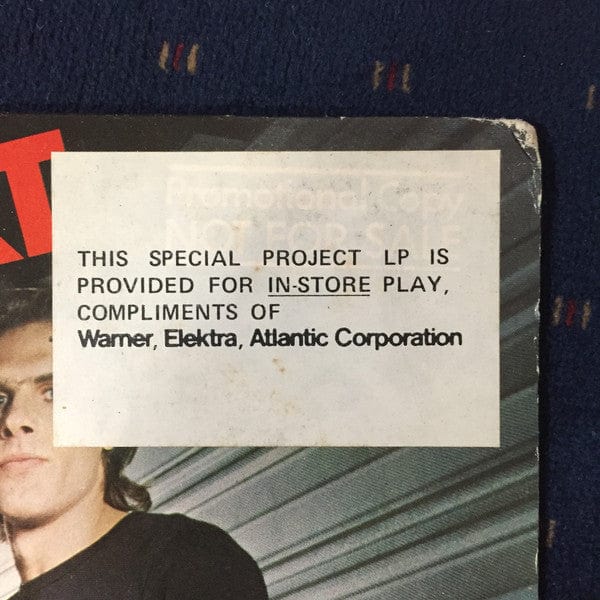 Promotional Copy
NOT FOR SALE
THIS SPECIAL PROJECT LP IS
PROVIDED FOR IN-STORE PLAY,
COMPLIMENTS OF
Warner, Elektra, Atlantic Corporation